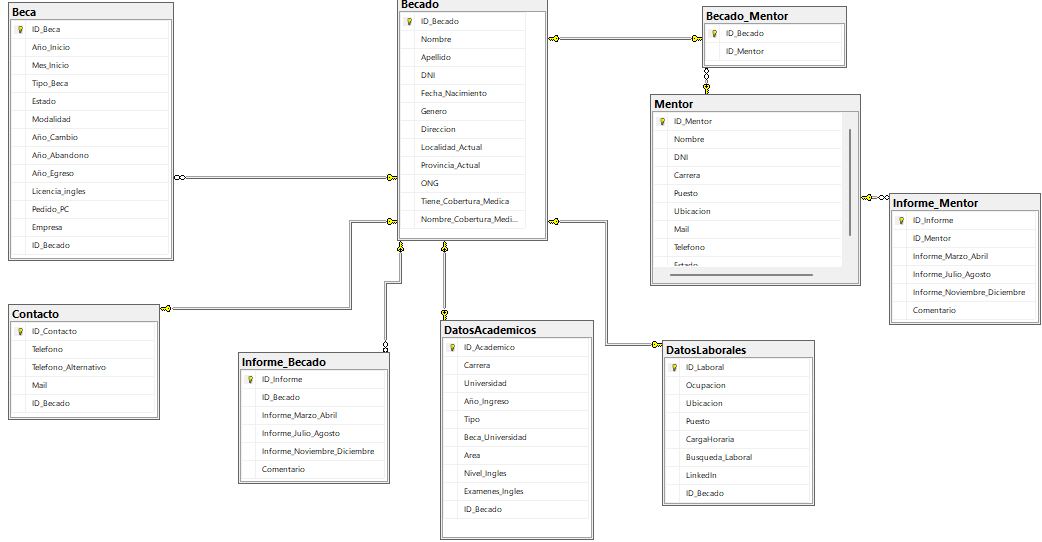 Beca
ID_Beca
Año_Inicio
Mes_Inicio
Tipo_Beca
Estado
Modalidad
Año_Cambio
Año_Abandono
Año_Egreso
Licencia_ingles
Pedido_PC
Empresa
ID_Becado
Becado
ID_Becado
Nombre
Apellido
DNI
Fecha_Nacimiento
Genero
Direccion
Localidad_Actual
Provincia_Actual
ONG
Tiene_Cobertura_Medica
Nombre_Cobertura_Medi...
Becado_Mentor
ID_Becado
ID_Mentor
Mentor
ID_Mentor
Nombre
DNI
Carrera
Puesto
Ubicacion
Mail
Telefono
Estado
Informe_Mentor
ID_Informe
ID_Mentor
Informe_Marzo_Abril
Informe_Julio_Agosto
Informe_Noviembre_Diciembre
Comentario
Contacto
ID_Contacto
Telefono
Telefono_Alternativo
Mail
ID_Becado
Informe_Becado
ID_Informe
ID_Becado
Informe_Marzo_Abril
Informe_Julio_Agosto
Informe_Noviembre_Diciembre
Comentario
DatosAcademicos
ID_Academico
Carrera
Universidad
Año_Ingreso
Tipo
Beca_Universidad
Area
Nivel_Ingles
Examenes_Ingles
ID_Becado
DatosLaborales
ID_Laboral
Ocupacion
Ubicacion
Puesto
CargaHoraria
Busqueda_Laboral
LinkedIn
ID_Becado